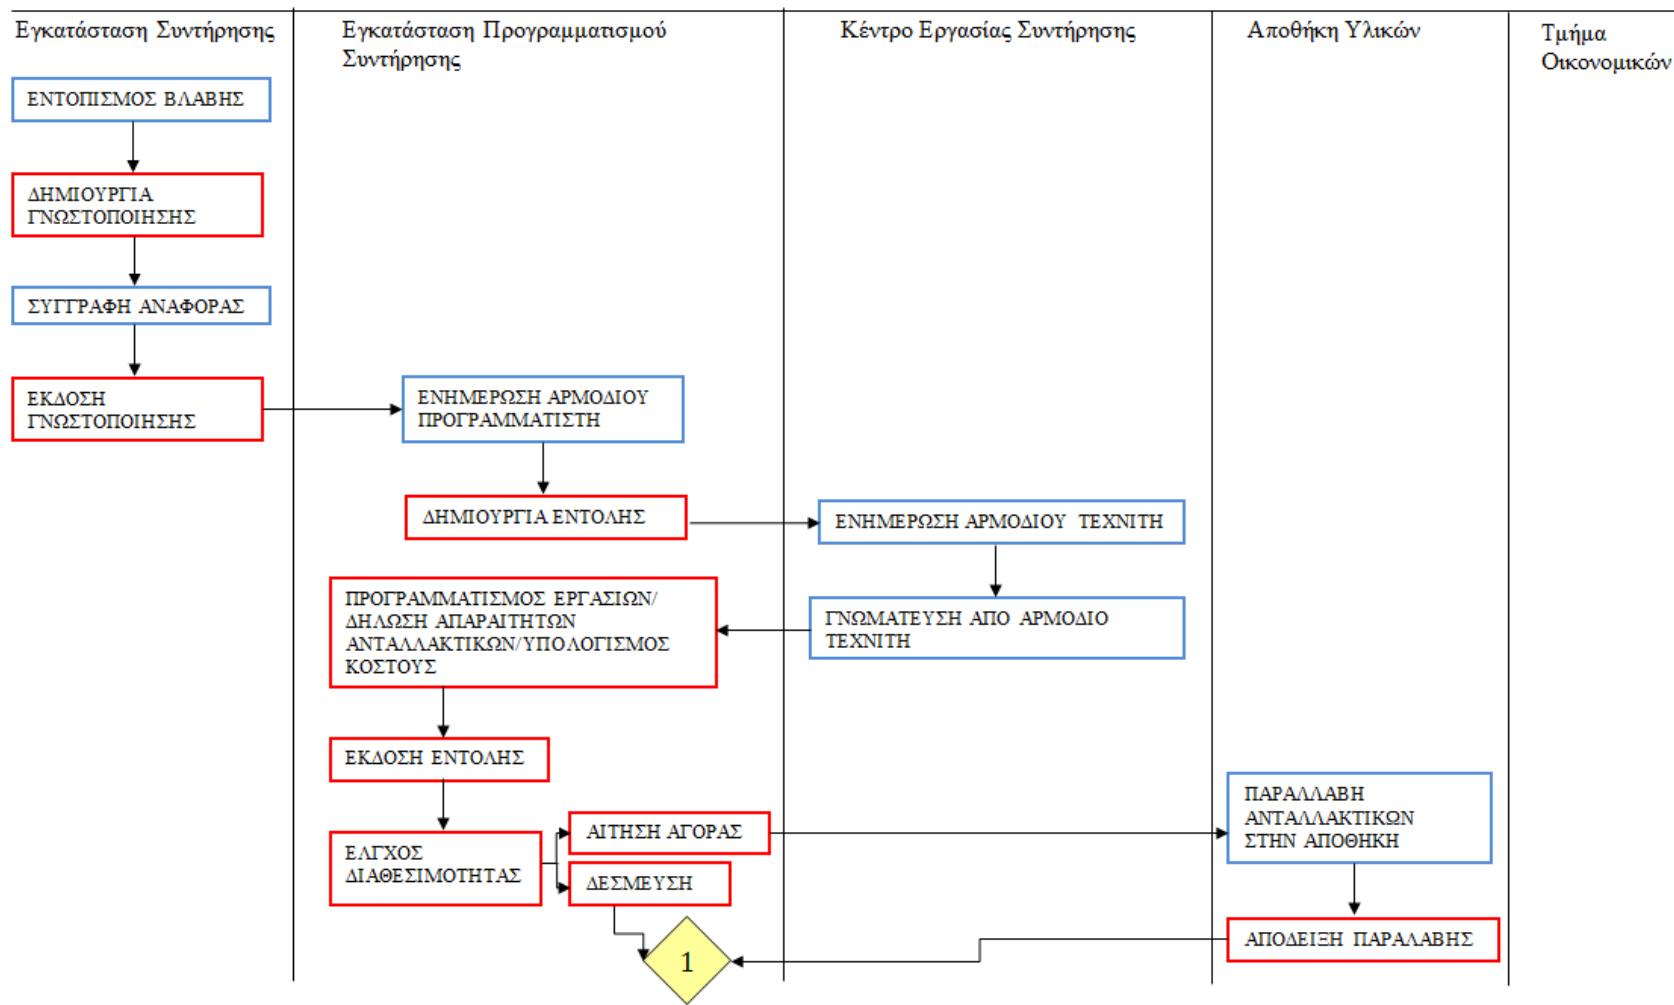 Εγκατάσταση Συντήρησης
Εγκατάσταση Προγραμματισμού
Συντήρησης
Κέντρο Εργασίας Συντήρησης
Αποθήκη Υλικών
Τμήμα
Οικονομικών
ΕΝΤΟΠΙΣΜΟΣ ΒΛΑΒΗΣ
ΔΗΜΙΟΥΡΓΙΑ
ΓΝΩΣΤΟΠΟΙΗΣΗΣ
ΣΥΓΓΡΑΦΗ ΑΝΑΦΟΡΑΣ
ΕΚΔΟΣΗ
ΓΝΩΣΤΟΠΟΙΗΣΗΣ
ΕΝΗΜΕΡΩΣΗ ΑΡΜΟΔΙΟΥ
ΠΡΟΓΡΑΜΜΑΤΙΣΤΗ
ΔΗΜΙΟΥΡΓΙΑ ΕΝΤΟΛΗΣ
ΕΝΗΜΕΡΩΣΗ ΑΡΜΟΔΙΟΥ ΤΕΧΝΙΤΗ
ΓΝΩΜΑΤΕΥΣΗ ΑΠΟ ΑΡΜΟΔΙΟ
ΤΕΧΝΙΤΗ
ΠΡΟΓΡΑΜΜΑΤΙΣΜΟΣ ΕΡΓΑΣΙΩΝ/
ΔΗΛΩΣΗ ΑΠΑΡΑΙΤΗΤΩΝ
ΑΝΤΑΛΛΑΚΤΙΚΩΝ/ΥΠΟΛΟΓΙΣΜΟΣ
ΚΟΣΤΟΥΣ
ΕΚΔΟΣΗ ΕΝΤΟΛΗΣ
ΕΛΓΧΟΣ
ΔΙΑΘΕΣΙΜΟΤΗΤΑΣ
ΑΙΤΗΣΗ ΑΓΟΡΑΣ
ΔΕΣΜΕΥΣΗ
ΠΑΡΑΛΛΑΒΗ
ΑΝΤΑΛΛΑΚΤΙΚΩΝ
ΣΤΗΝ ΑΠΟΘΗΚΗ
ΑΠΟΔΕΙΞΗ ΠΑΡΑΛΑΒΗΣ
1